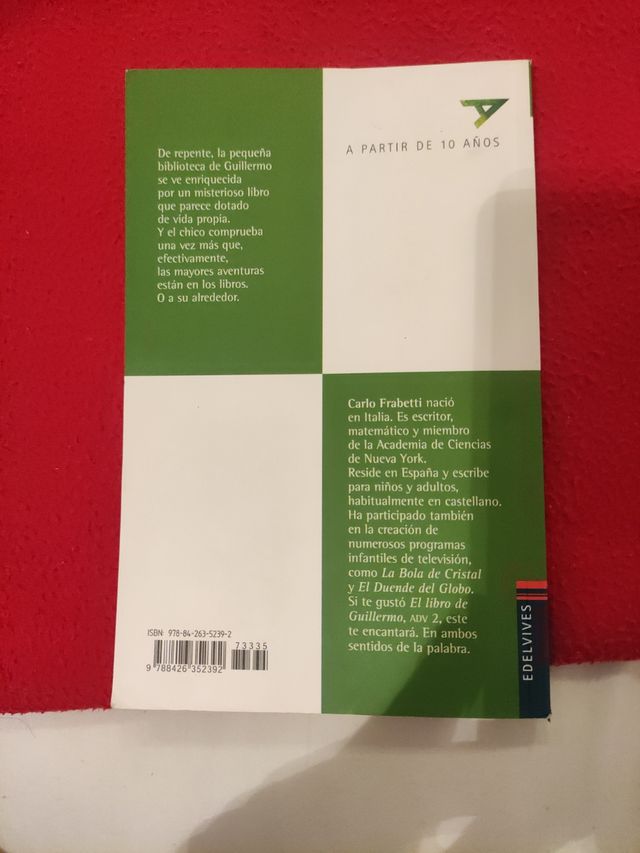 A PARTIR DE 10 AÑOS
De repente, la pequeña
biblioteca de Guillermo
se ve enriquecida
por un misterioso libro
que parece dotado
de vida propia.
Y el chico comprueba
una vez más que,
efectivamente,
las mayores aventuras
están en los libros.
O a su alrededor.
Carlo Frabetti nació
en Italia. Es escritor,
matemático y miembro
de la Academia de Ciencias
de Nueva York.
Reside en España y escribe
para niños y adultos,
habitualmente en castellano.
Ha participado también
en la creación de
numerosos programas
infantiles de televisión,
como La Bola de Cristal
y El Duende del Globo.
Si te gustó El libro de
Guillermo, ADV 2, este
te encantará. En ambos
sentidos de la palabra.
EDELVIVES
ISBN: 978-84-263-5239-2
73335
9 788426 352392